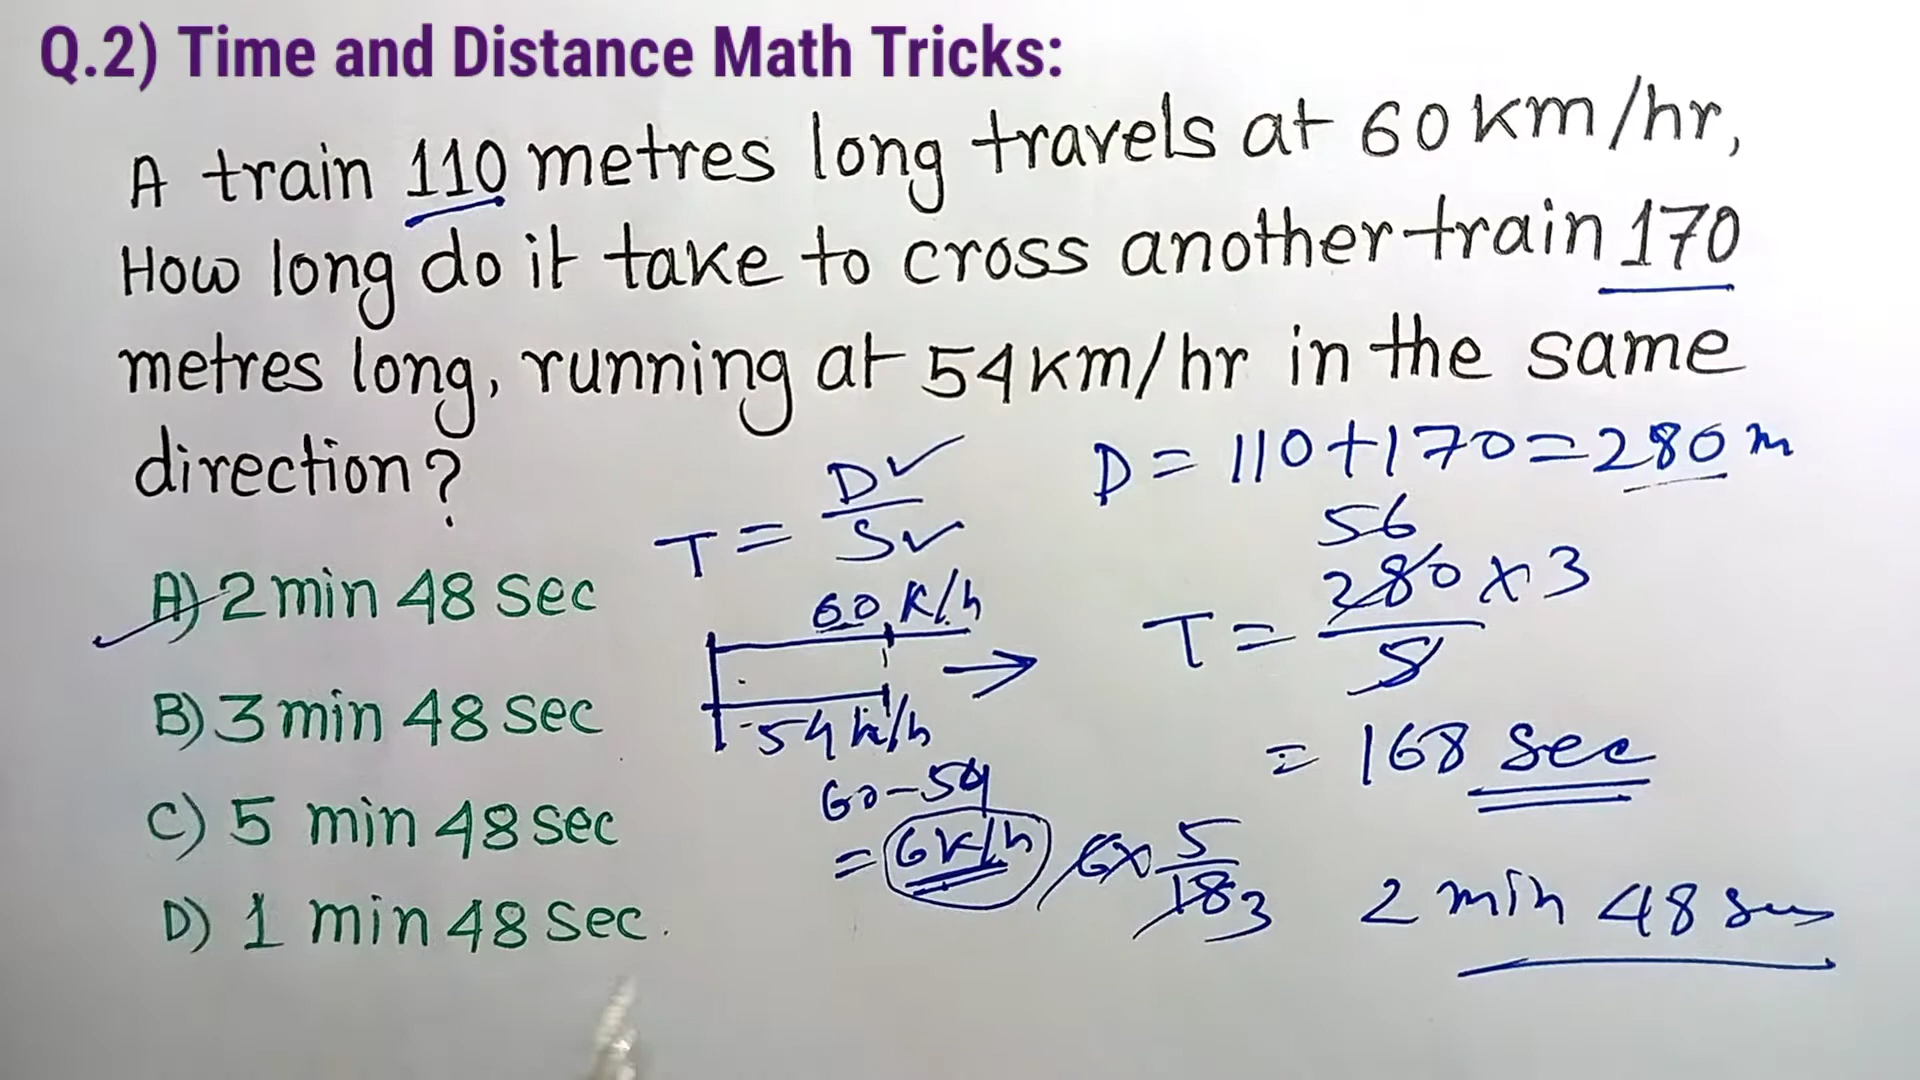 Q.2) Time and Distance Math Tricks:
A train 110 metres long travels at 60 km/hr,
How long do it take to cross another train 170
metres long, running at 54 km/hr in the same
direction?
A) 2 min 48 sec
B) 3 min 48 sec
C) 5 min 48 sec
D) 1 min 48 sec.
T = D/S
60 K/h
54 k/h
60-54
= 6 K/h
6 × 5/18 3
D = 110+170=280 m
56
T = 280 × 3 / 5
= 168 sec
2 min 48 sec